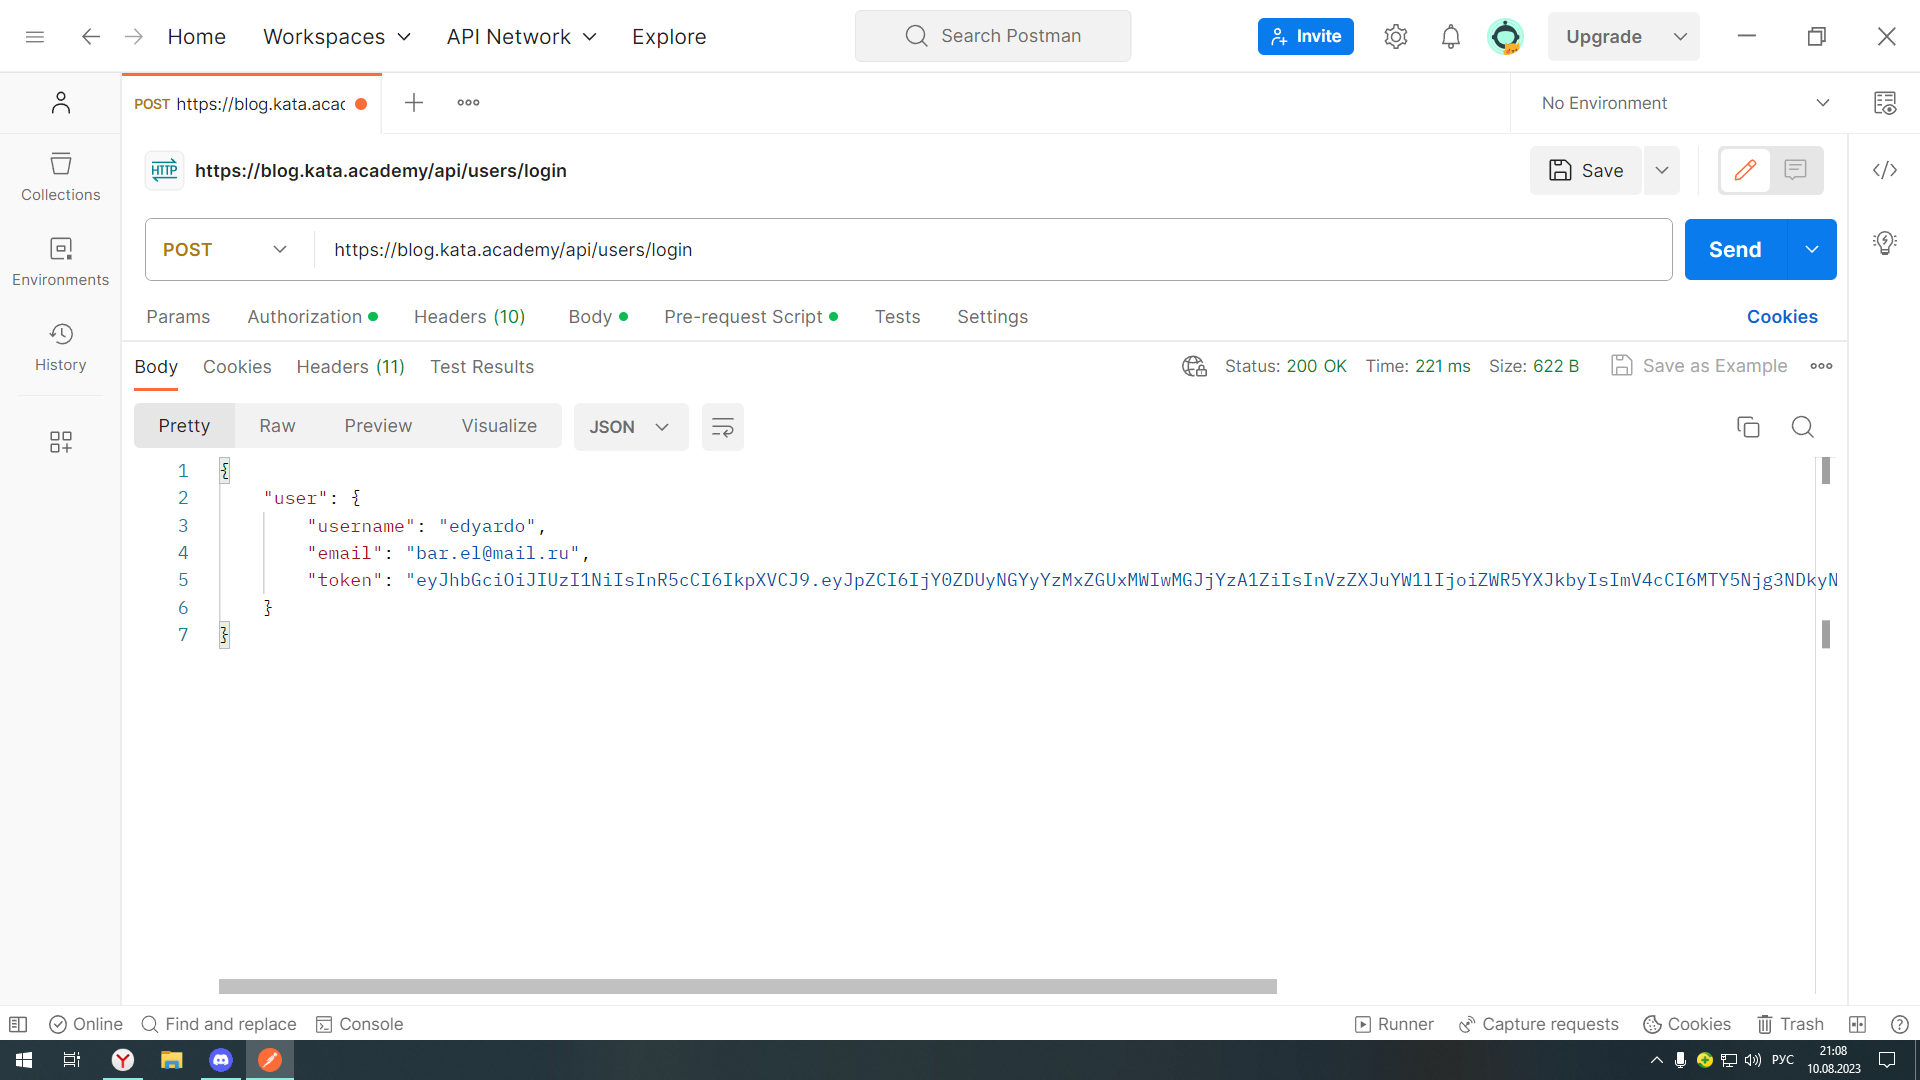 Home Workspaces API Network Explore Search Postman Invite Upgrade
POST https://blog.kata.acac No Environment
HTTP https://blog.kata.academy/api/users/login Save
Collections
POST https://blog.kata.academy/api/users/login Send
Environments
Params Authorization Headers (10) Body Pre-request Script Tests Settings Cookies
History
Body Cookies Headers (11) Test Results Status: 200 OK Time: 221 ms Size: 622 B Save as Example
Pretty Raw Preview Visualize JSON
1 {
2 "user": {
3 "username": "edyardo",
4 "email": "bar.el@mail.ru",
5 "token": "eyJhbGciOiJIUzI1NiIsInR5cCI6IkpXVCJ9.eyJpZCI6IjY0ZDUyNGYyYzMxZGUxMWIwMGJjYzA1ZiIsInVzZXJuYW1lIjoiZWR5YXJkbyIsImV4cCI6MTY5Njg3NDkyN
6 }
7 }
Online Find and replace Console Runner Capture requests Cookies Trash
РУС 21:08
10.08.2023